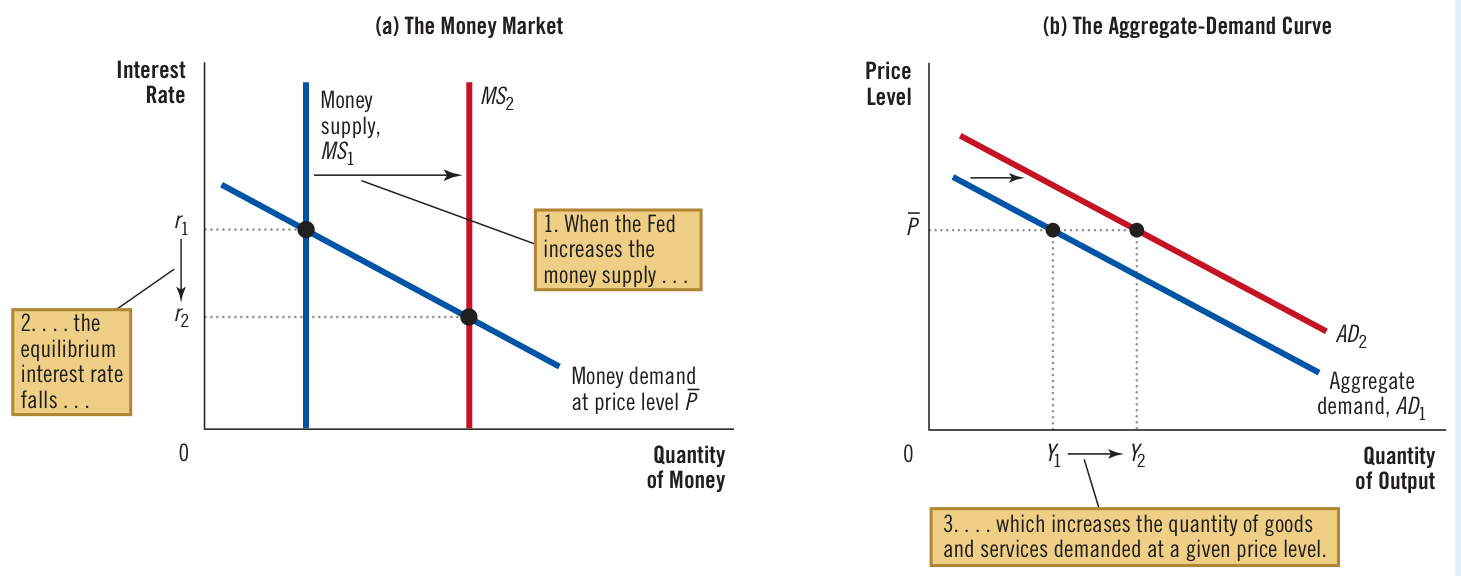 (a) The Money Market
Interest
Rate
Money
supply,
MS₁
MS₂
r₁
r₂
1. When the Fed
increases the
money supply . . .
2. . . . the
equilibrium
interest rate
falls . . .
Money demand
at price level P̅
0
Quantity
of Money
(b) The Aggregate-Demand Curve
Price
Level
P̅
AD₂
Aggregate
demand, AD₁
0
Y₁
Y₂
Quantity
of Output
3. . . . which increases the quantity of goods
and services demanded at a given price level.